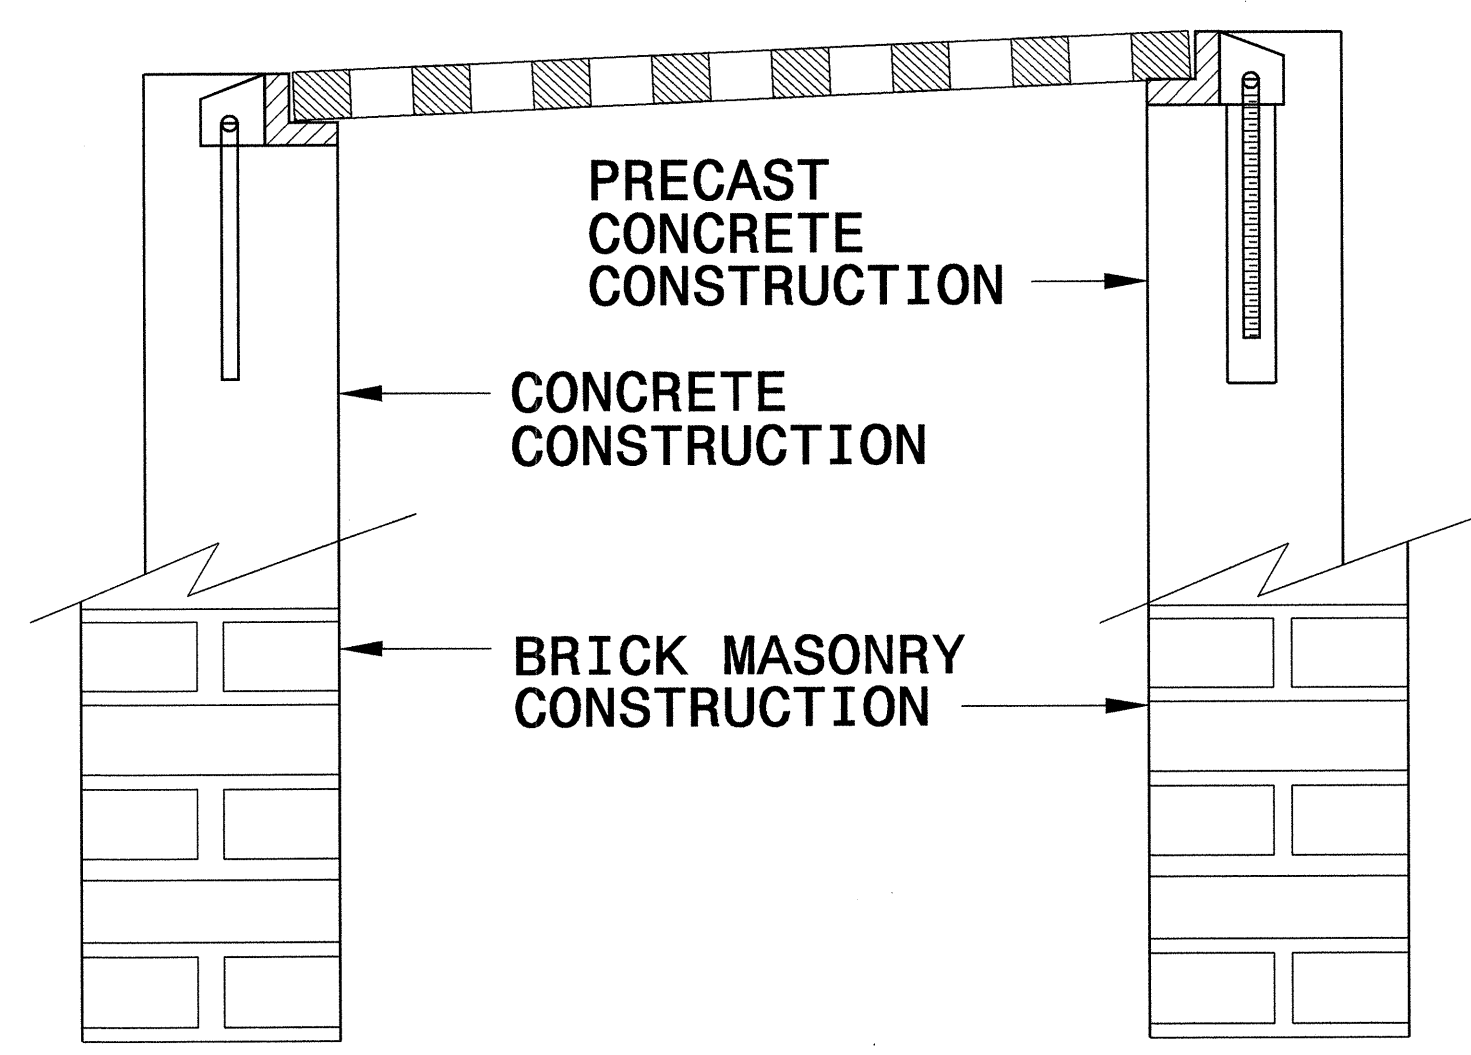 PRECAST
CONCRETE
CONSTRUCTION
CONCRETE
CONSTRUCTION
BRICK MASONRY
CONSTRUCTION